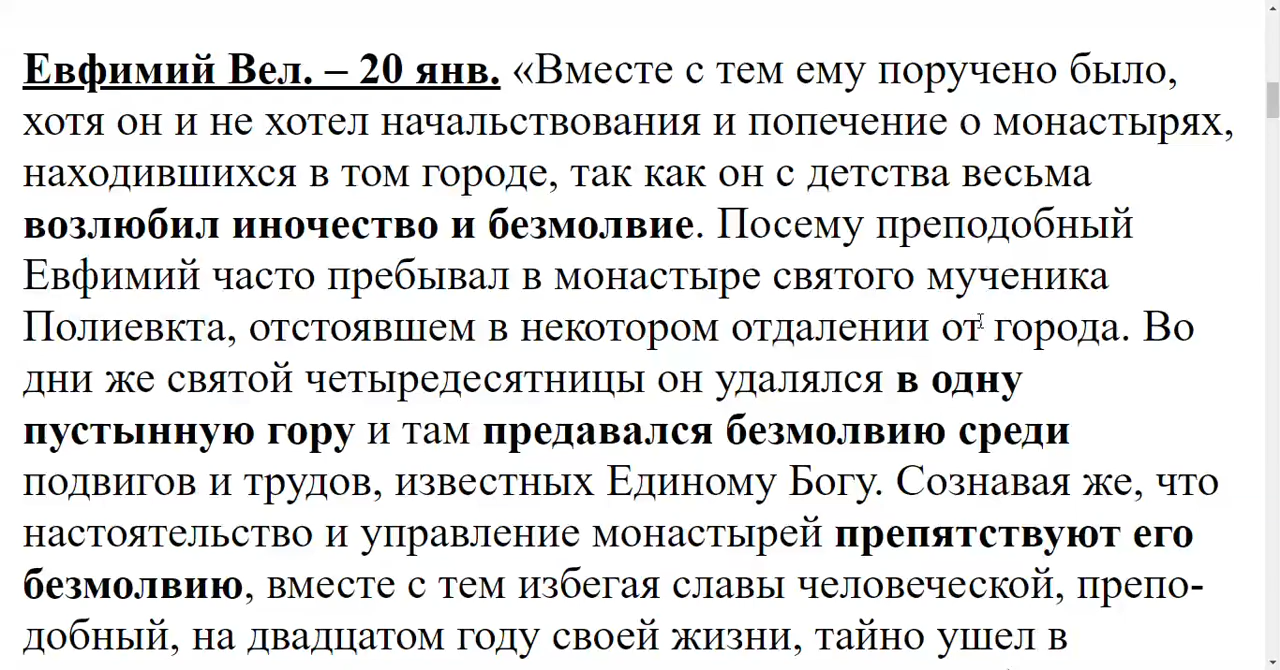 Евфимий Вел. – 20 янв. «Вместе с тем ему поручено было,
хотя он и не хотел начальствования и попечение о монастырях,
находившихся в том городе, так как он с детства весьма
возлюбил иночество и безмолвие. Посему преподобный
Евфимий часто пребывал в монастыре святого мученика
Полиевкта, отстоявшем в некотором отдалении от города. Во
дни же святой четыредесятницы он удалялся в одну
пустынную гору и там предавался безмолвию среди
подвигов и трудов, известных Единому Богу. Сознавая же, что
настоятельство и управление монастырей препятствуют его
безмолвию, вместе с тем избегая славы человеческой, препо-
добный, на двадцатом году своей жизни, тайно ушел в